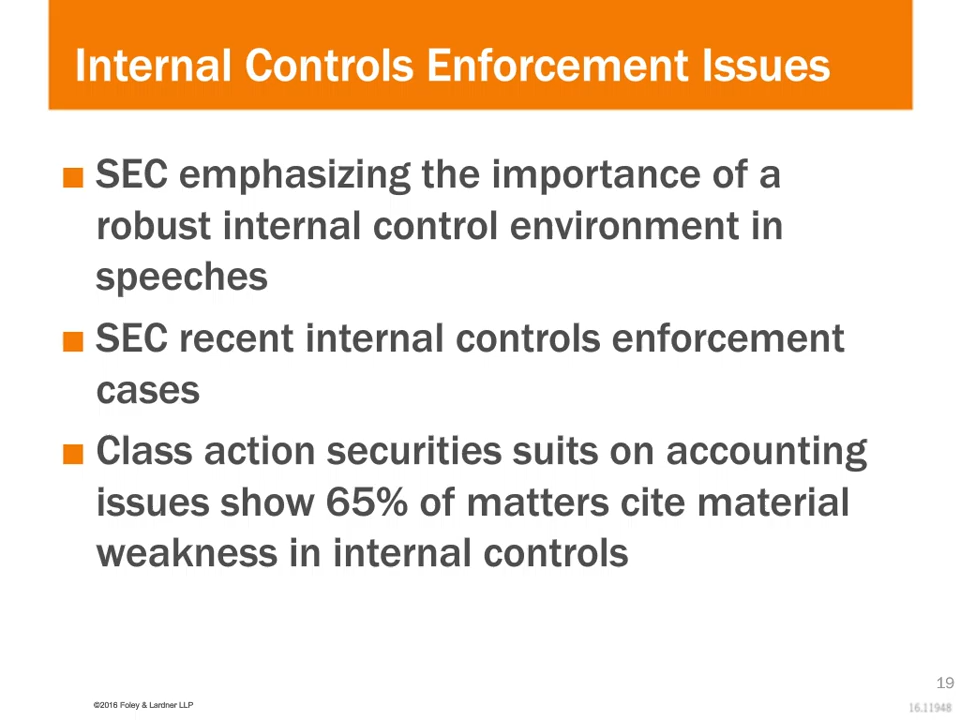 Internal Controls Enforcement Issues
■ SEC emphasizing the importance of a
robust internal control environment in
speeches
■ SEC recent internal controls enforcement
cases
■ Class action securities suits on accounting
issues show 65% of matters cite material
weakness in internal controls
19
©2016 Foley & Lardner LLP
16.11948